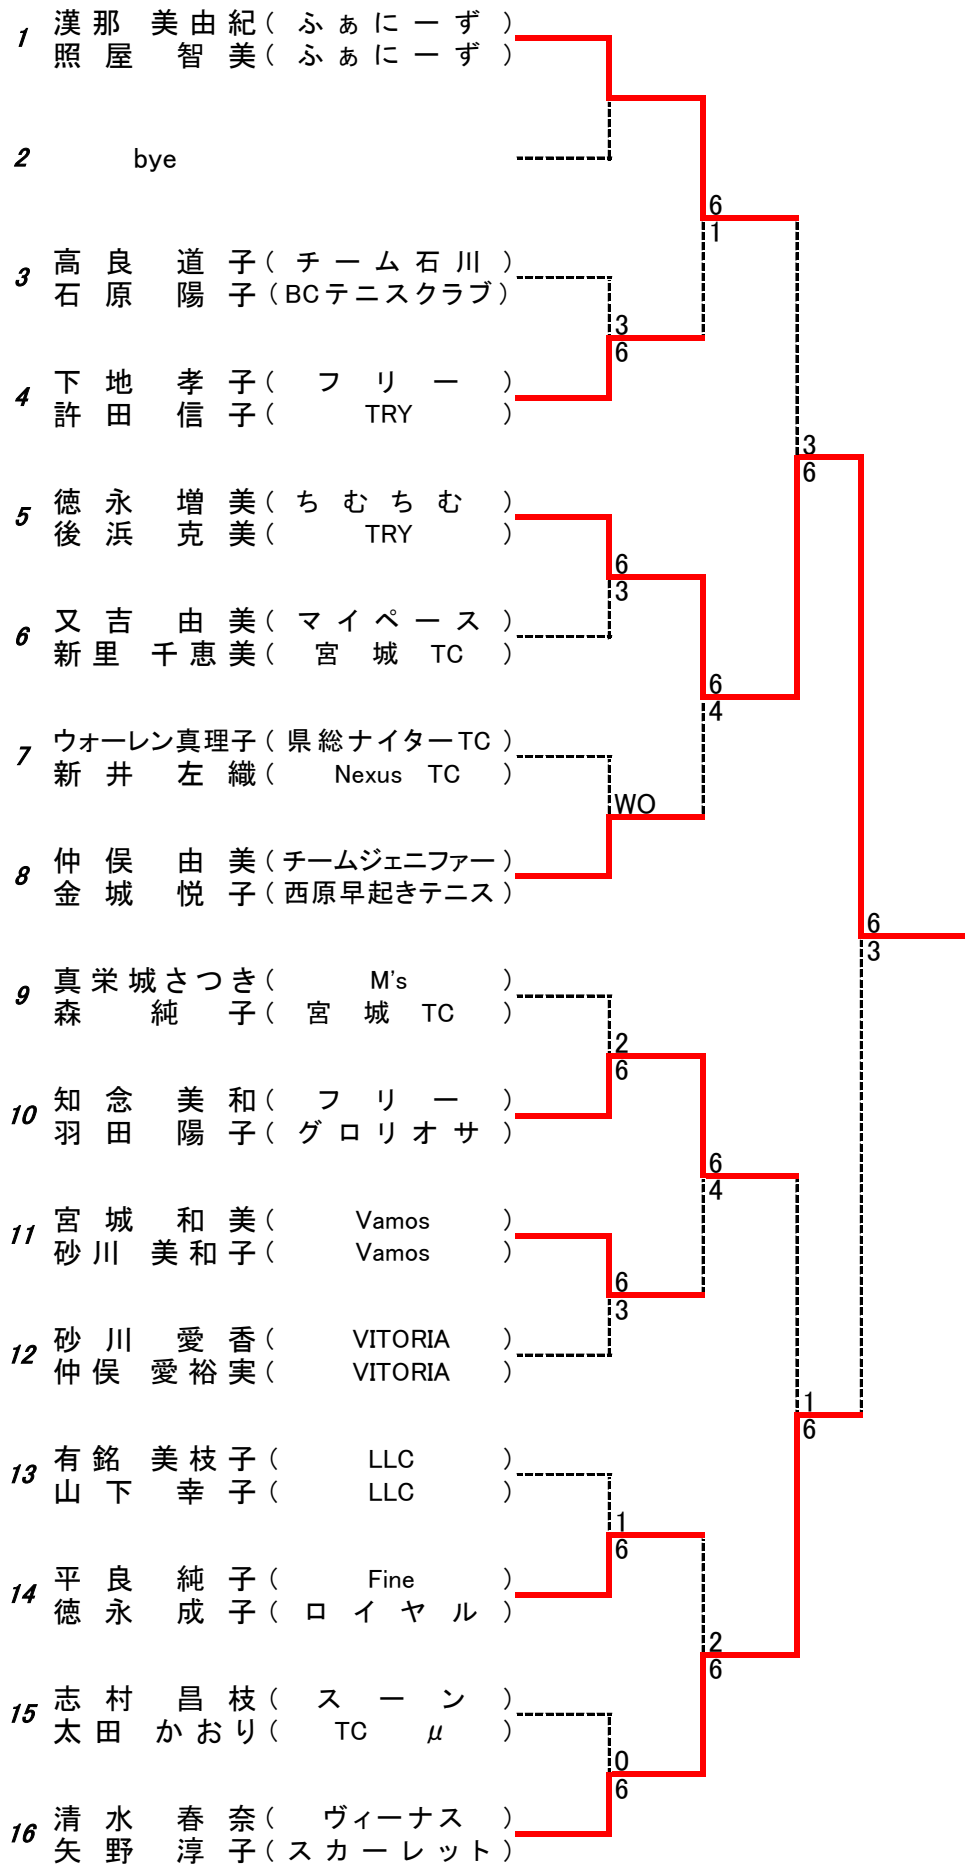 1 漢那 美由紀 ( ふぁにーず )
照屋 智美 ( ふぁにーず )
2 bye
6
1
3 高良 道子 ( チーム石川 )
石原 陽子 ( BCテニスクラブ )
3
6
4 下地 孝子 ( フリー )
許田 信子 ( TRY )
3
6
5 徳永 増美 ( ちむちむ )
後浜 克美 ( TRY )
6
3
6 又吉 由美 ( マイペース )
新里 千恵美 ( 宮城 TC )
6
4
7 ウォーレン真理子 ( 県総ナイターTC )
新井 左織 ( Nexus TC )
WO
8 仲俣 由美 ( チームジェニファー )
金城 悦子 ( 西原早起きテニス )
6
3
9 真栄城さつき ( M's )
森 純子 ( 宮城 TC )
2
6
10 知念 美和 ( フリー )
羽田 陽子 ( グロリオサ )
6
4
11 宮城 和美 ( Vamos )
砂川 美和子 ( Vamos )
6
3
12 砂川 愛香 ( VITORIA )
仲俣 愛裕実 ( VITORIA )
1
6
13 有銘 美枝子 ( LLC )
山下 幸子 ( LLC )
1
6
14 平良 純子 ( Fine )
徳永 成子 ( ロイヤル )
2
6
15 志村 昌枝 ( スーン )
太田 かおり ( TC μ )
0
6
16 清水 春奈 ( ヴィーナス )
矢野 淳子 ( スカーレット )